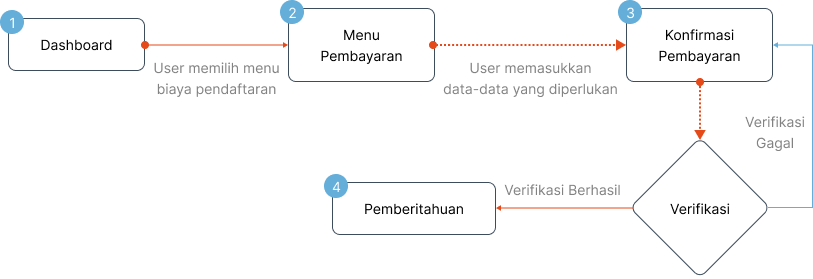 1
Dashboard
User memilih menu
biaya pendaftaran
2
Menu
Pembayaran
User memasukkan
data-data yang diperlukan
3
Konfirmasi
Pembayaran
Verifikasi
Gagal
Verifikasi
Verifikasi Berhasil
4
Pemberitahuan